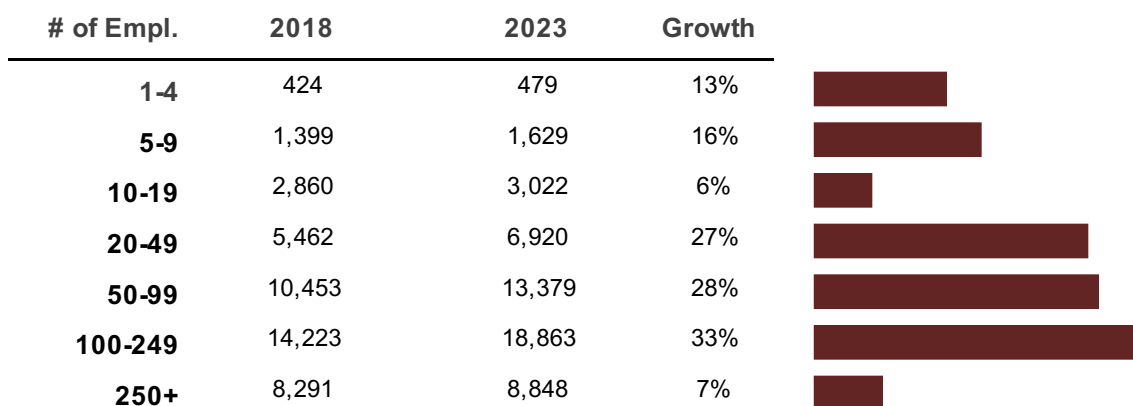 # of Empl. 2018 2023 Growth
1-4 424 479 13%
5-9 1,399 1,629 16%
10-19 2,860 3,022 6%
20-49 5,462 6,920 27%
50-99 10,453 13,379 28%
100-249 14,223 18,863 33%
250+ 8,291 8,848 7%